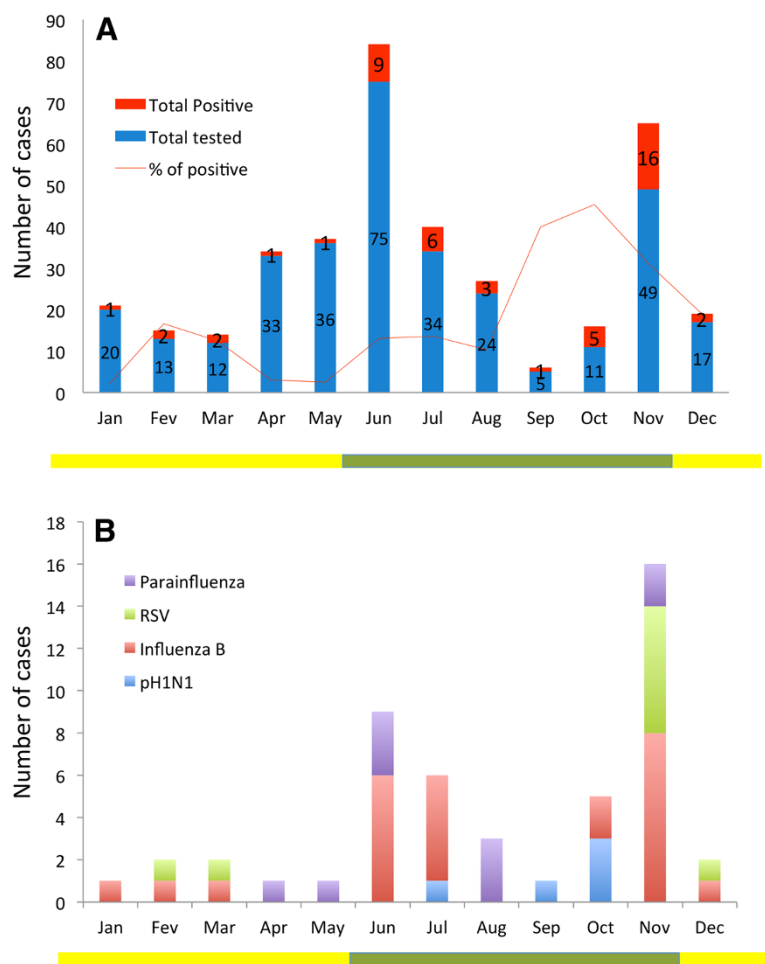 A
90
80
70
60
50
40
30
20
10
0
Number of cases
Total Positive
Total tested
% of positive
1 2 2 1 1 9 6 3 1 5 16 2
20 13 12 33 36 75 34 24 5 11 49 17
Jan Fev Mar Apr May Jun Jul Aug Sep Oct Nov Dec
B
18
16
14
12
10
8
6
4
2
0
Number of cases
Parainfluenza
RSV
Influenza B
pH1N1
Jan Feb Mar Apr May Jun Jul Aug Sep Oct Nov Dec